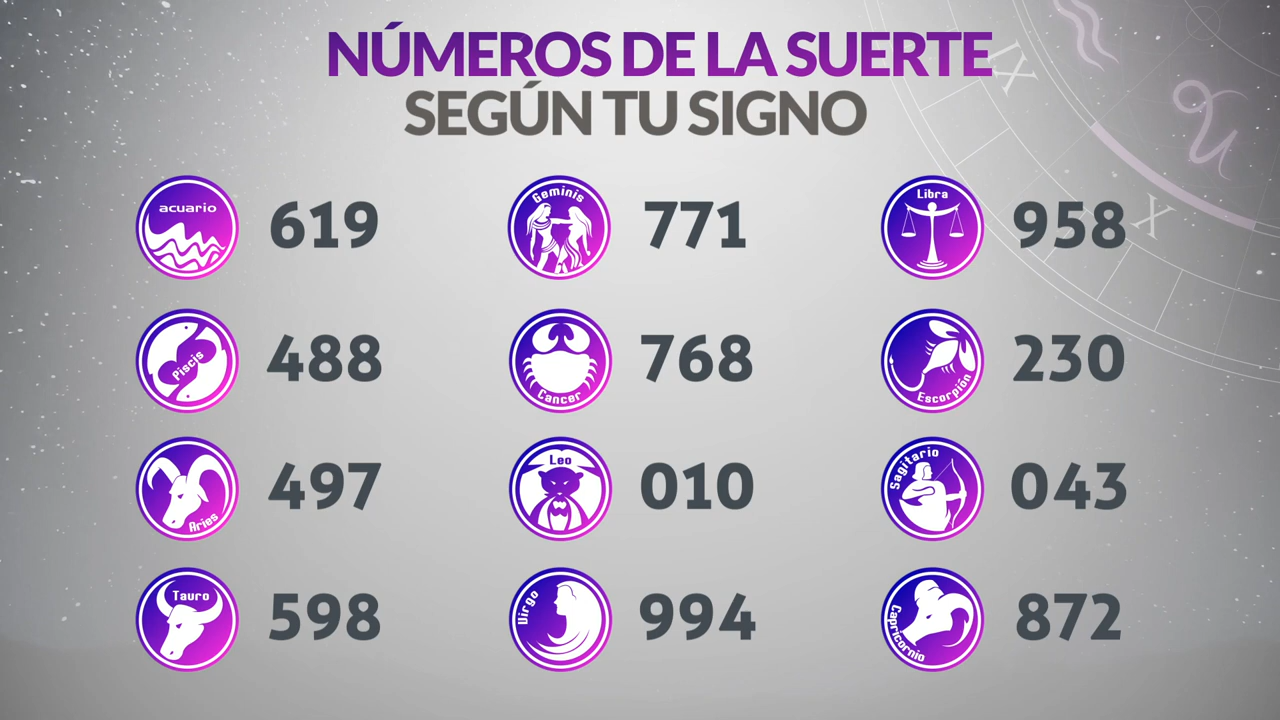 NÚMEROS DE LA SUERTE
SEGÚN TU SIGNO
acuario 619
Geminis 771
Libra 958
Piscis 488
Cancer 768
Escorpión 230
Aries 497
Leo 010
Sagitario 043
Tauro 598
Virgo 994
Capricornio 872
IX
X